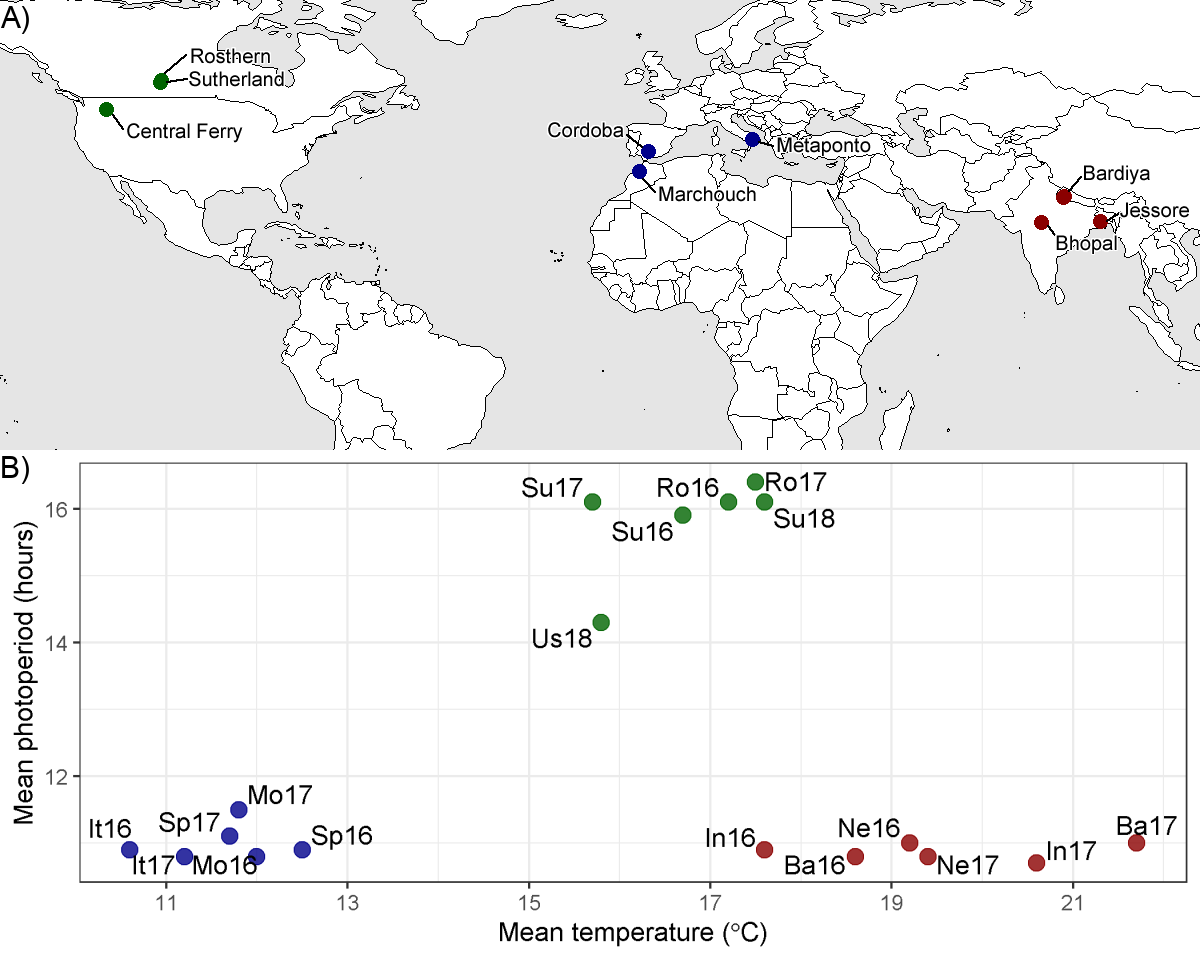 A)
Rosthern
Sutherland
Central Ferry
Cordoba
Metaponto
Marchouch
Bardiya
Jessore
Bhopal
B)
Mean photoperiod (hours)
16
14
12
Su17
Ro16
Ro17
Su16
Su18
Us18
Mo17
It16
Sp17
Sp16
It17
Mo16
In16
Ne16
Ba17
Ba16
Ne17
In17
11
13
15
17
19
21
Mean temperature (°C)